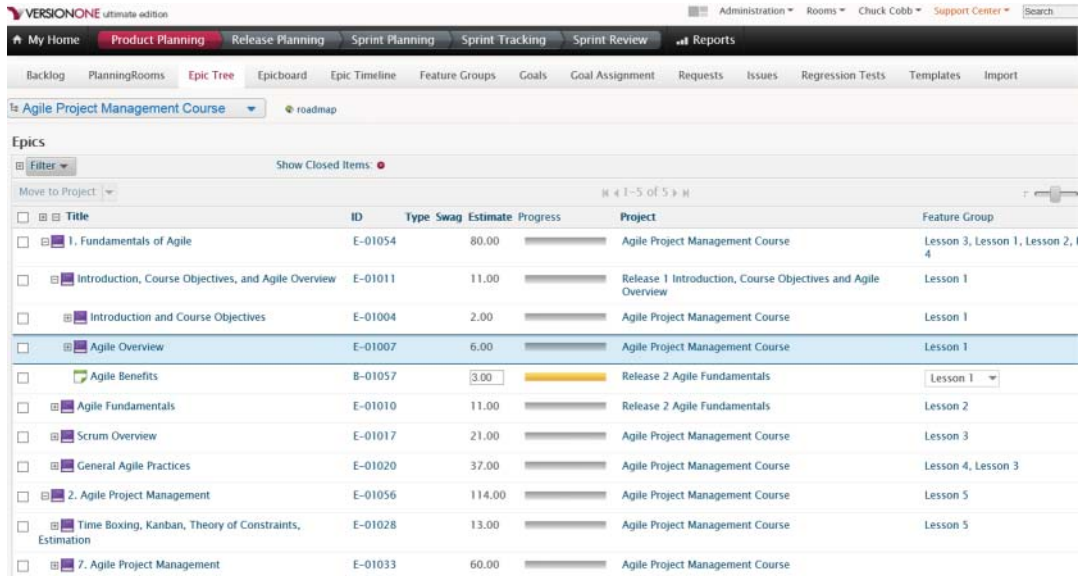 VERSIONONE ultimate edition
Administration Rooms Chuck Cobb Support Center Search
My Home Product Planning Release Planning Sprint Planning Sprint Tracking Sprint Review Reports
Backlog PlanningRooms Epic Tree Epicboard Epic Timeline Feature Groups Goals Goal Assignment Requests Issues Regression Tests Templates Import
Agile Project Management Course roadmap
Epics
Filter Show Closed Items:
Move to Project 1-5 of 5
Title ID Type Swag Estimate Progress Project Feature Group
1. Fundamentals of Agile E-01054 80.00 Agile Project Management Course Lesson 3, Lesson 1, Lesson 2,
4
Introduction, Course Objectives, and Agile Overview E-01011 11.00 Release 1 Introduction, Course Objectives and Agile Lesson 1
Overview
Introduction and Course Objectives E-01004 2.00 Agile Project Management Course Lesson 1
Agile Overview E-01007 6.00 Agile Project Management Course Lesson 1
Agile Benefits B-01057 3.00 Release 2 Agile Fundamentals Lesson 1
Agile Fundamentals E-01010 11.00 Release 2 Agile Fundamentals Lesson 2
Scrum Overview E-01017 21.00 Agile Project Management Course Lesson 3
General Agile Practices E-01020 37.00 Agile Project Management Course Lesson 4, Lesson 3
2. Agile Project Management E-01056 114.00 Agile Project Management Course Lesson 5
Time Boxing, Kanban, Theory of Constraints, E-01028 13.00 Agile Project Management Course Lesson 5
Estimation
7. Agile Project Management E-01033 60.00 Agile Project Management Course